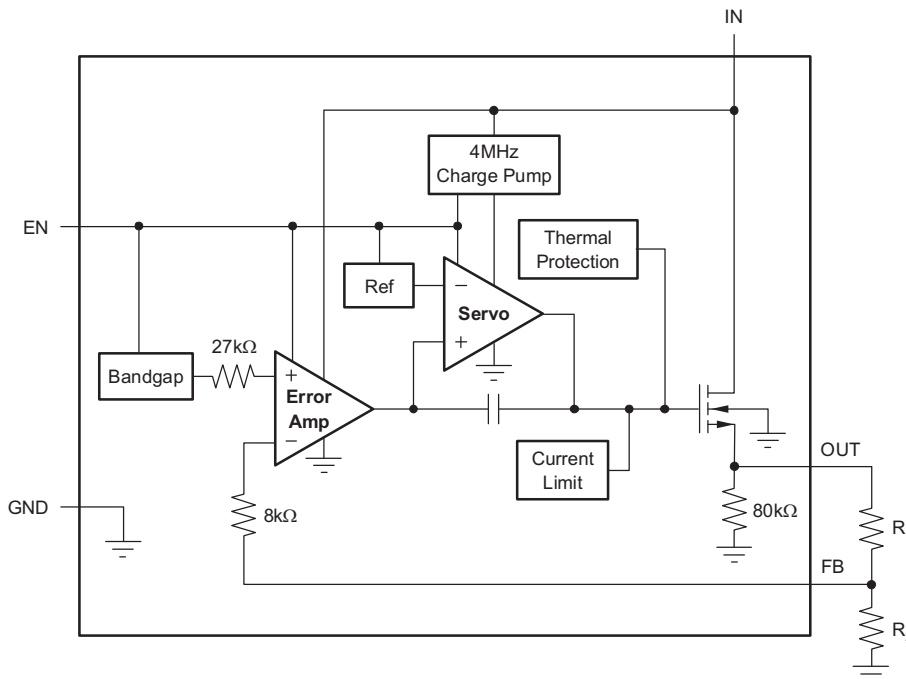 IN
4MHz
Charge Pump
EN
Thermal
Protection
Ref
−
Servo
+
27kΩ
Bandgap
+
Error
Amp
−
Current
Limit
OUT
GND
8kΩ
80kΩ
R
FB
R